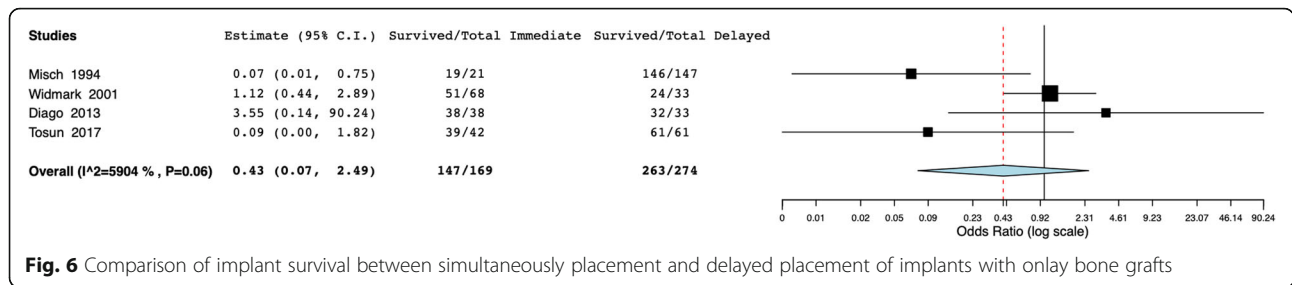 Studies Estimate (95% C.I.) Survived/Total Immediate Survived/Total Delayed
Misch 1994 0.07 (0.01, 0.75) 19/21 146/147
Widmark 2001 1.12 (0.44, 2.89) 51/68 24/33
Diago 2013 3.55 (0.14, 90.24) 38/38 32/33
Tosun 2017 0.09 (0.00, 1.82) 39/42 61/61
Overall (I^2=5904 % , P=0.06) 0.43 (0.07, 2.49) 147/169 263/274
0 0.01 0.02 0.05 0.09 0.23 0.43 0.92 2.31 4.61 9.23 23.07 46.14 90.24
Odds Ratio (log scale)
Fig. 6 Comparison of implant survival between simultaneously placement and delayed placement of implants with onlay bone grafts